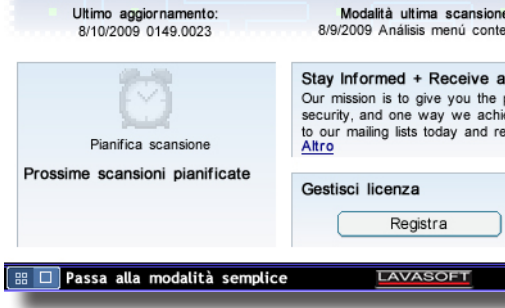 Ultimo aggiornamento:
8/10/2009 0149.0023
Modalità ultima scansione
8/9/2009 Análisis menú conte
Pianifica scansione
Prossime scansioni pianificate
Stay Informed + Receive a
Our mission is to give you the
security, and one way we achi
to our mailing lists today and re
Altro
Gestisci licenza
Registra
Passa alla modalità semplice
LAVASOFT